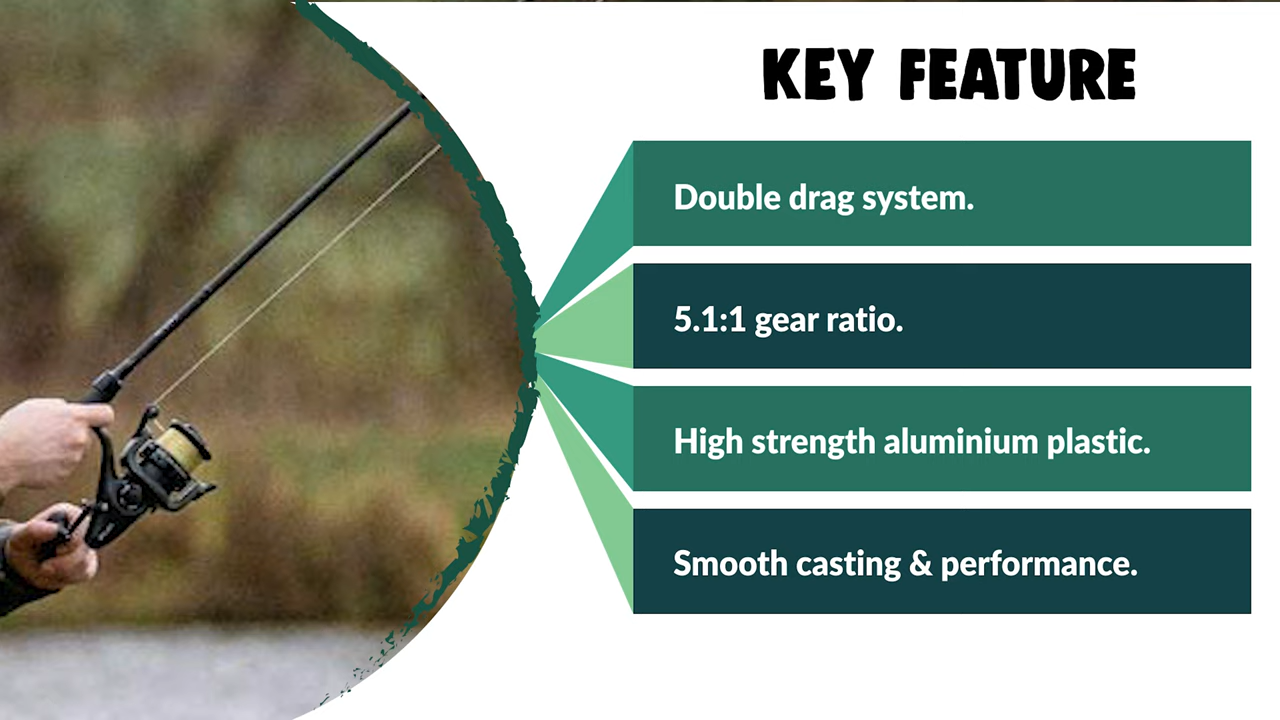 KEY FEATURE
Double drag system.
5.1:1 gear ratio.
High strength aluminium plastic.
Smooth casting & performance.